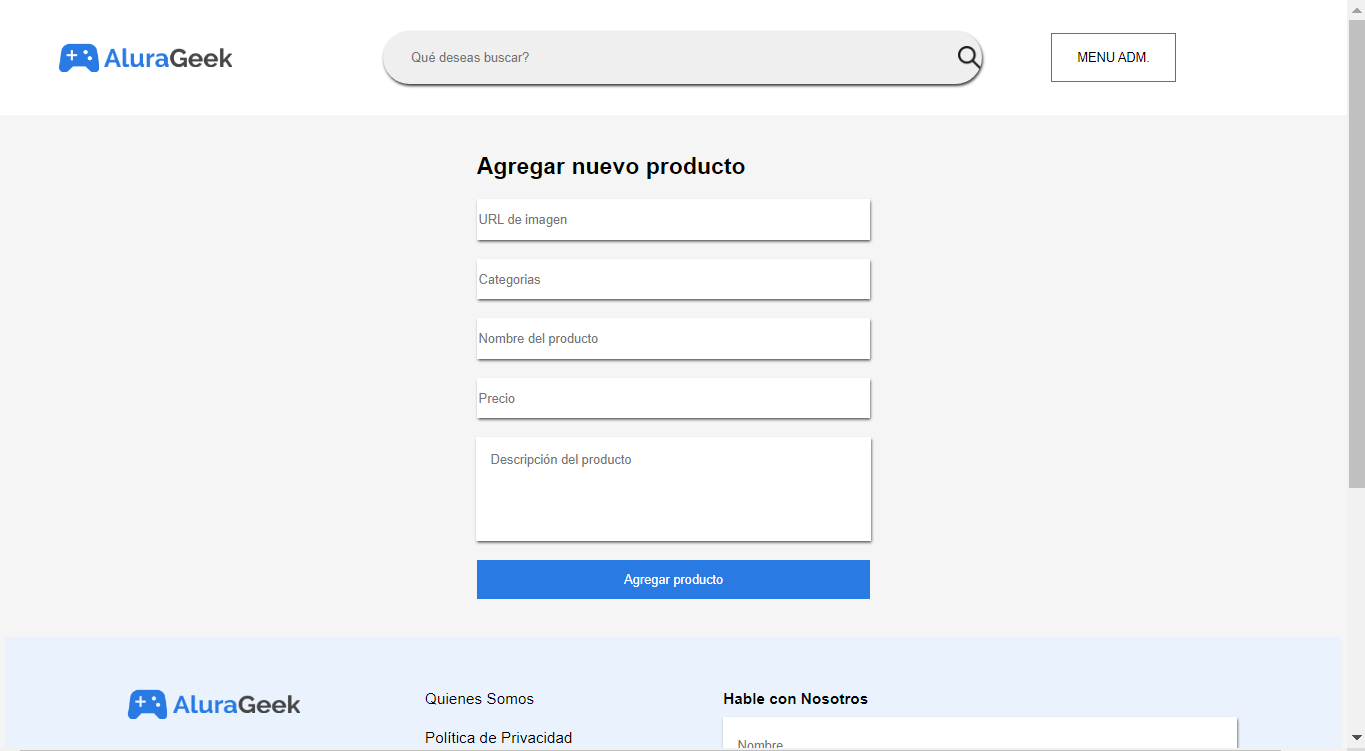 AluraGeek
Qué deseas buscar?
MENU ADM.
Agregar nuevo producto
URL de imagen
Categorias
Nombre del producto
Precio
Descripción del producto
Agregar producto
AluraGeek
Quienes Somos
Política de Privacidad
Hable con Nosotros
Nombre